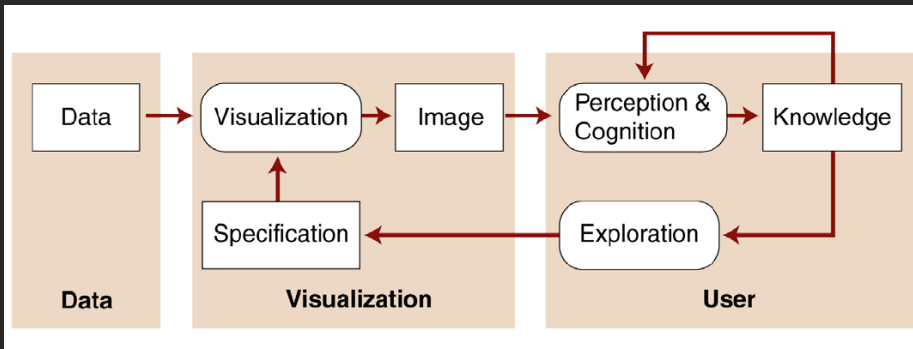 Data
Visualization
Image
Perception &
Cognition
Knowledge
Specification
Exploration
Data
Visualization
User